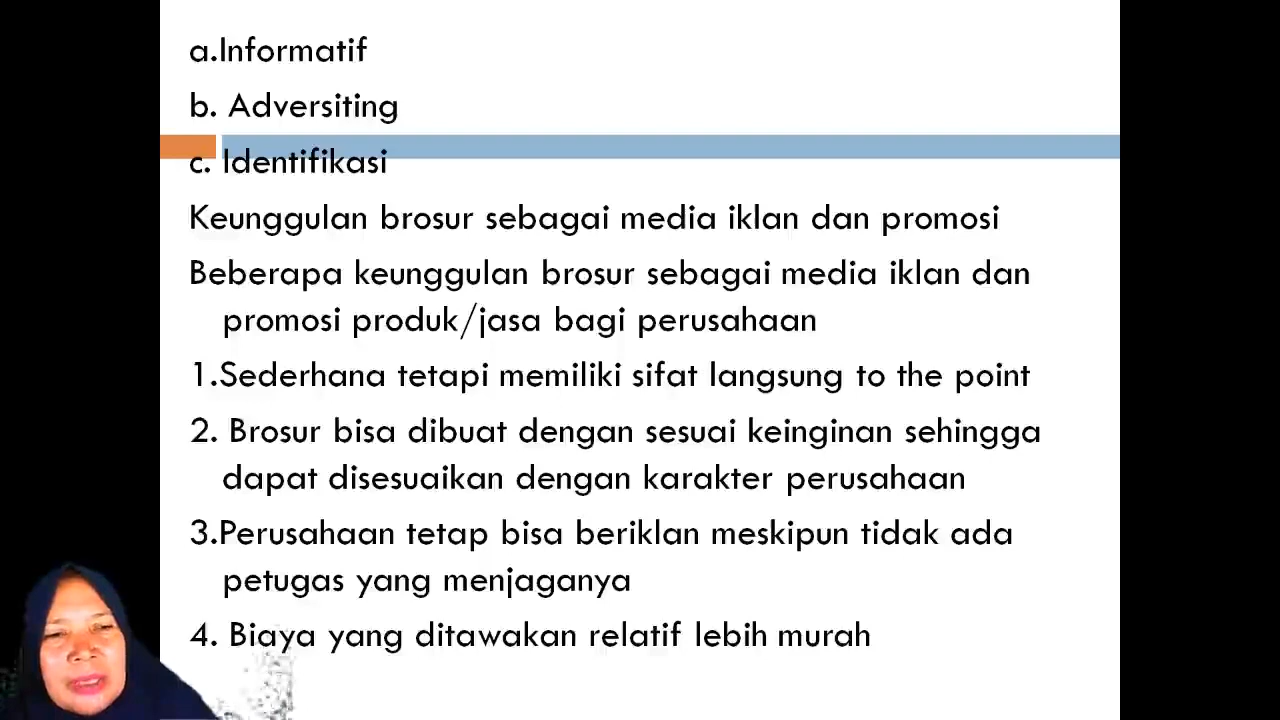 a.Informatif
b. Adversiting
c. Identifikasi
Keunggulan brosur sebagai media iklan dan promosi
Beberapa keunggulan brosur sebagai media iklan dan
promosi produk/jasa bagi perusahaan
1.Sederhana tetapi memiliki sifat langsung to the point
2. Brosur bisa dibuat dengan sesuai keinginan sehingga
dapat disesuaikan dengan karakter perusahaan
3.Perusahaan tetap bisa beriklan meskipun tidak ada
petugas yang menjaganya
4. Biaya yang ditawakan relatif lebih murah